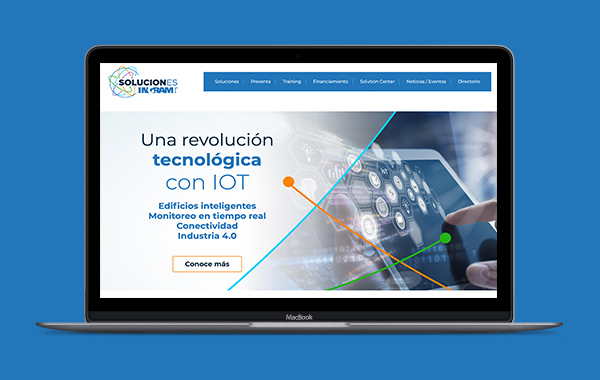 SOLUCIONES
INGRAM
Soluciones
Preventa
Training
Financiamiento
Solution Center
Noticias / Eventos
Directorio
Una revolución
tecnológica
con IOT
Edificios inteligentes
Monitoreo en tiempo real
Conectividad
Industria 4.0
Conoce más
MacBook